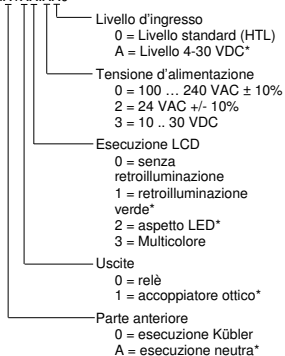 Livello d'ingresso
0 = Livello standard (HTL)
A = Livello 4-30 VDC*
Tensione d'alimentazione
0 = 100 … 240 VAC ± 10%
2 = 24 VAC +/- 10%
3 = 10 .. 30 VDC
Esecuzione LCD
0 = senza
retroilluminazione
1 = retroilluminazione
verde*
2 = aspetto LED*
3 = Multicolore
Uscite
0 = relè
1 = accoppiatore ottico*
Parte anteriore
0 = esecuzione Kübler
A = esecuzione neutra*